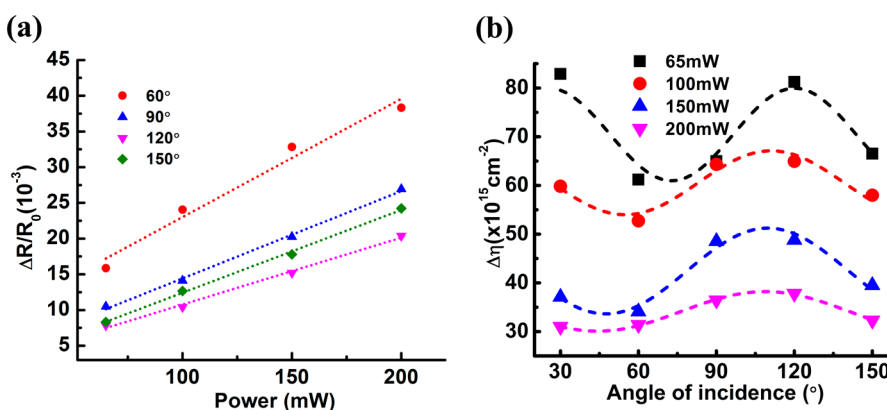 (a)
45
40
35
30
25
20
15
10
5
ΔR/R0(10-3)
60°
90°
120°
150°
100
150
200
Power (mW)
(b)
80
70
60
50
40
30
Δη(x1015cm-2)
65mW
100mW
150mW
200mW
30
60
90
120
150
Angle of incidence (°)